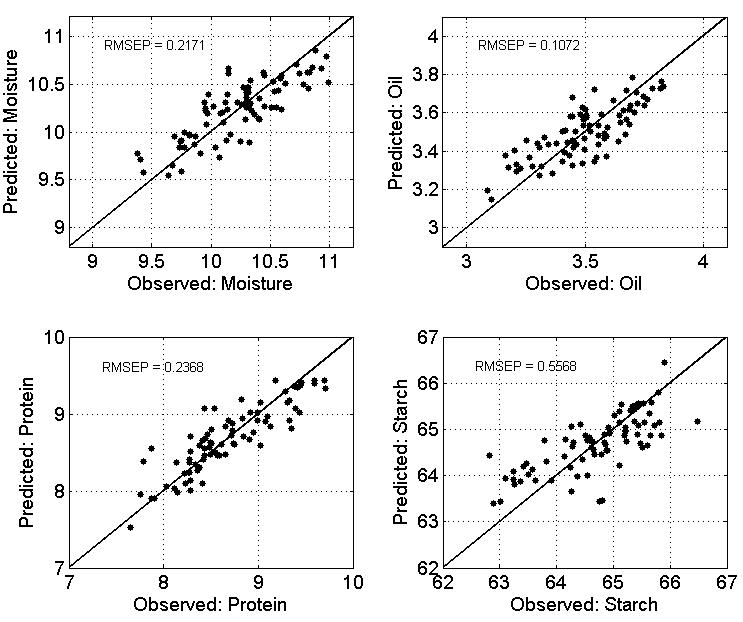 RMSEP = 0.2171
11
10.5
10
9.5
9
Predicted: Moisture
9 9.5 10 10.5 11
Observed: Moisture
RMSEP = 0.1072
4
3.8
3.6
3.4
3.2
3
Predicted: Oil
3 3.5 4
Observed: Oil
RMSEP = 0.2368
10
9
8
7
Predicted: Protein
7 8 9 10
Observed: Protein
RMSEP = 0.5568
67
66
65
64
63
62
Predicted: Starch
62 63 64 65 66 67
Observed: Starch